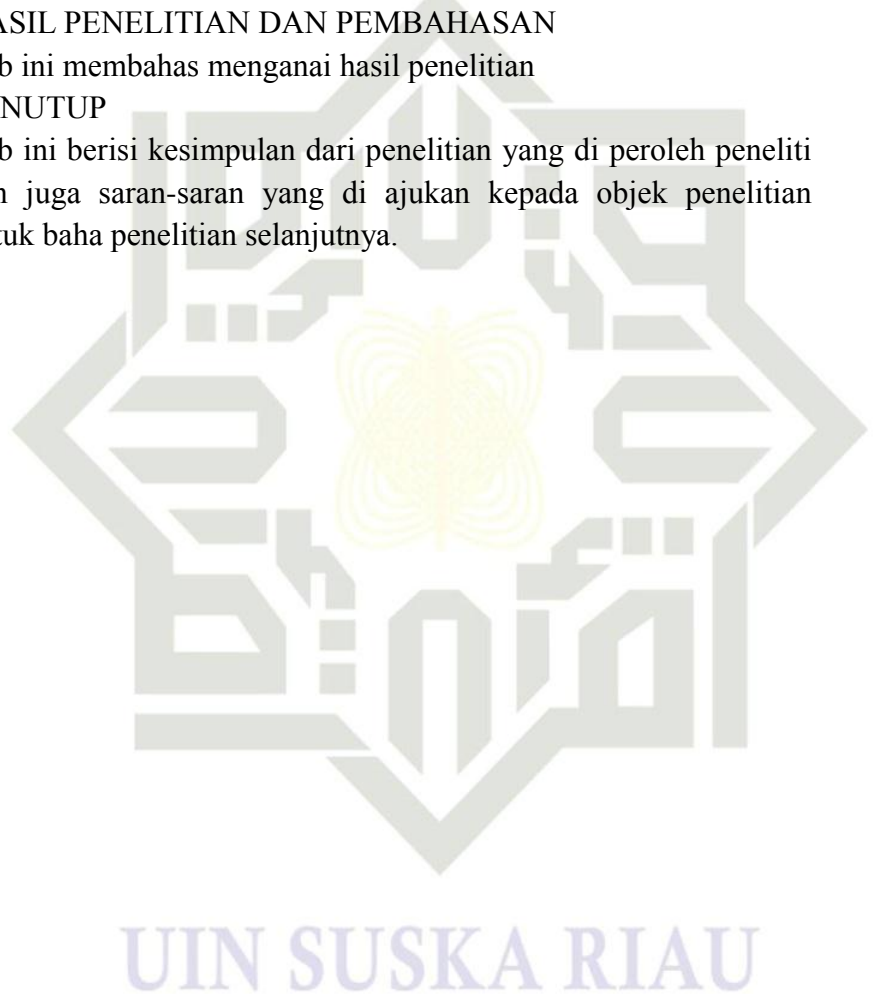 ASIL PENELITIAN DAN PEMBAHASAN
b ini membahas menganai hasil penelitian
NUTUP
b ini berisi kesimpulan dari penelitian yang di peroleh peneliti
n juga saran-saran yang di ajukan kepada objek penelitian
tuk baha penelitian selanjutnya.
UIN SUSKA RIAU